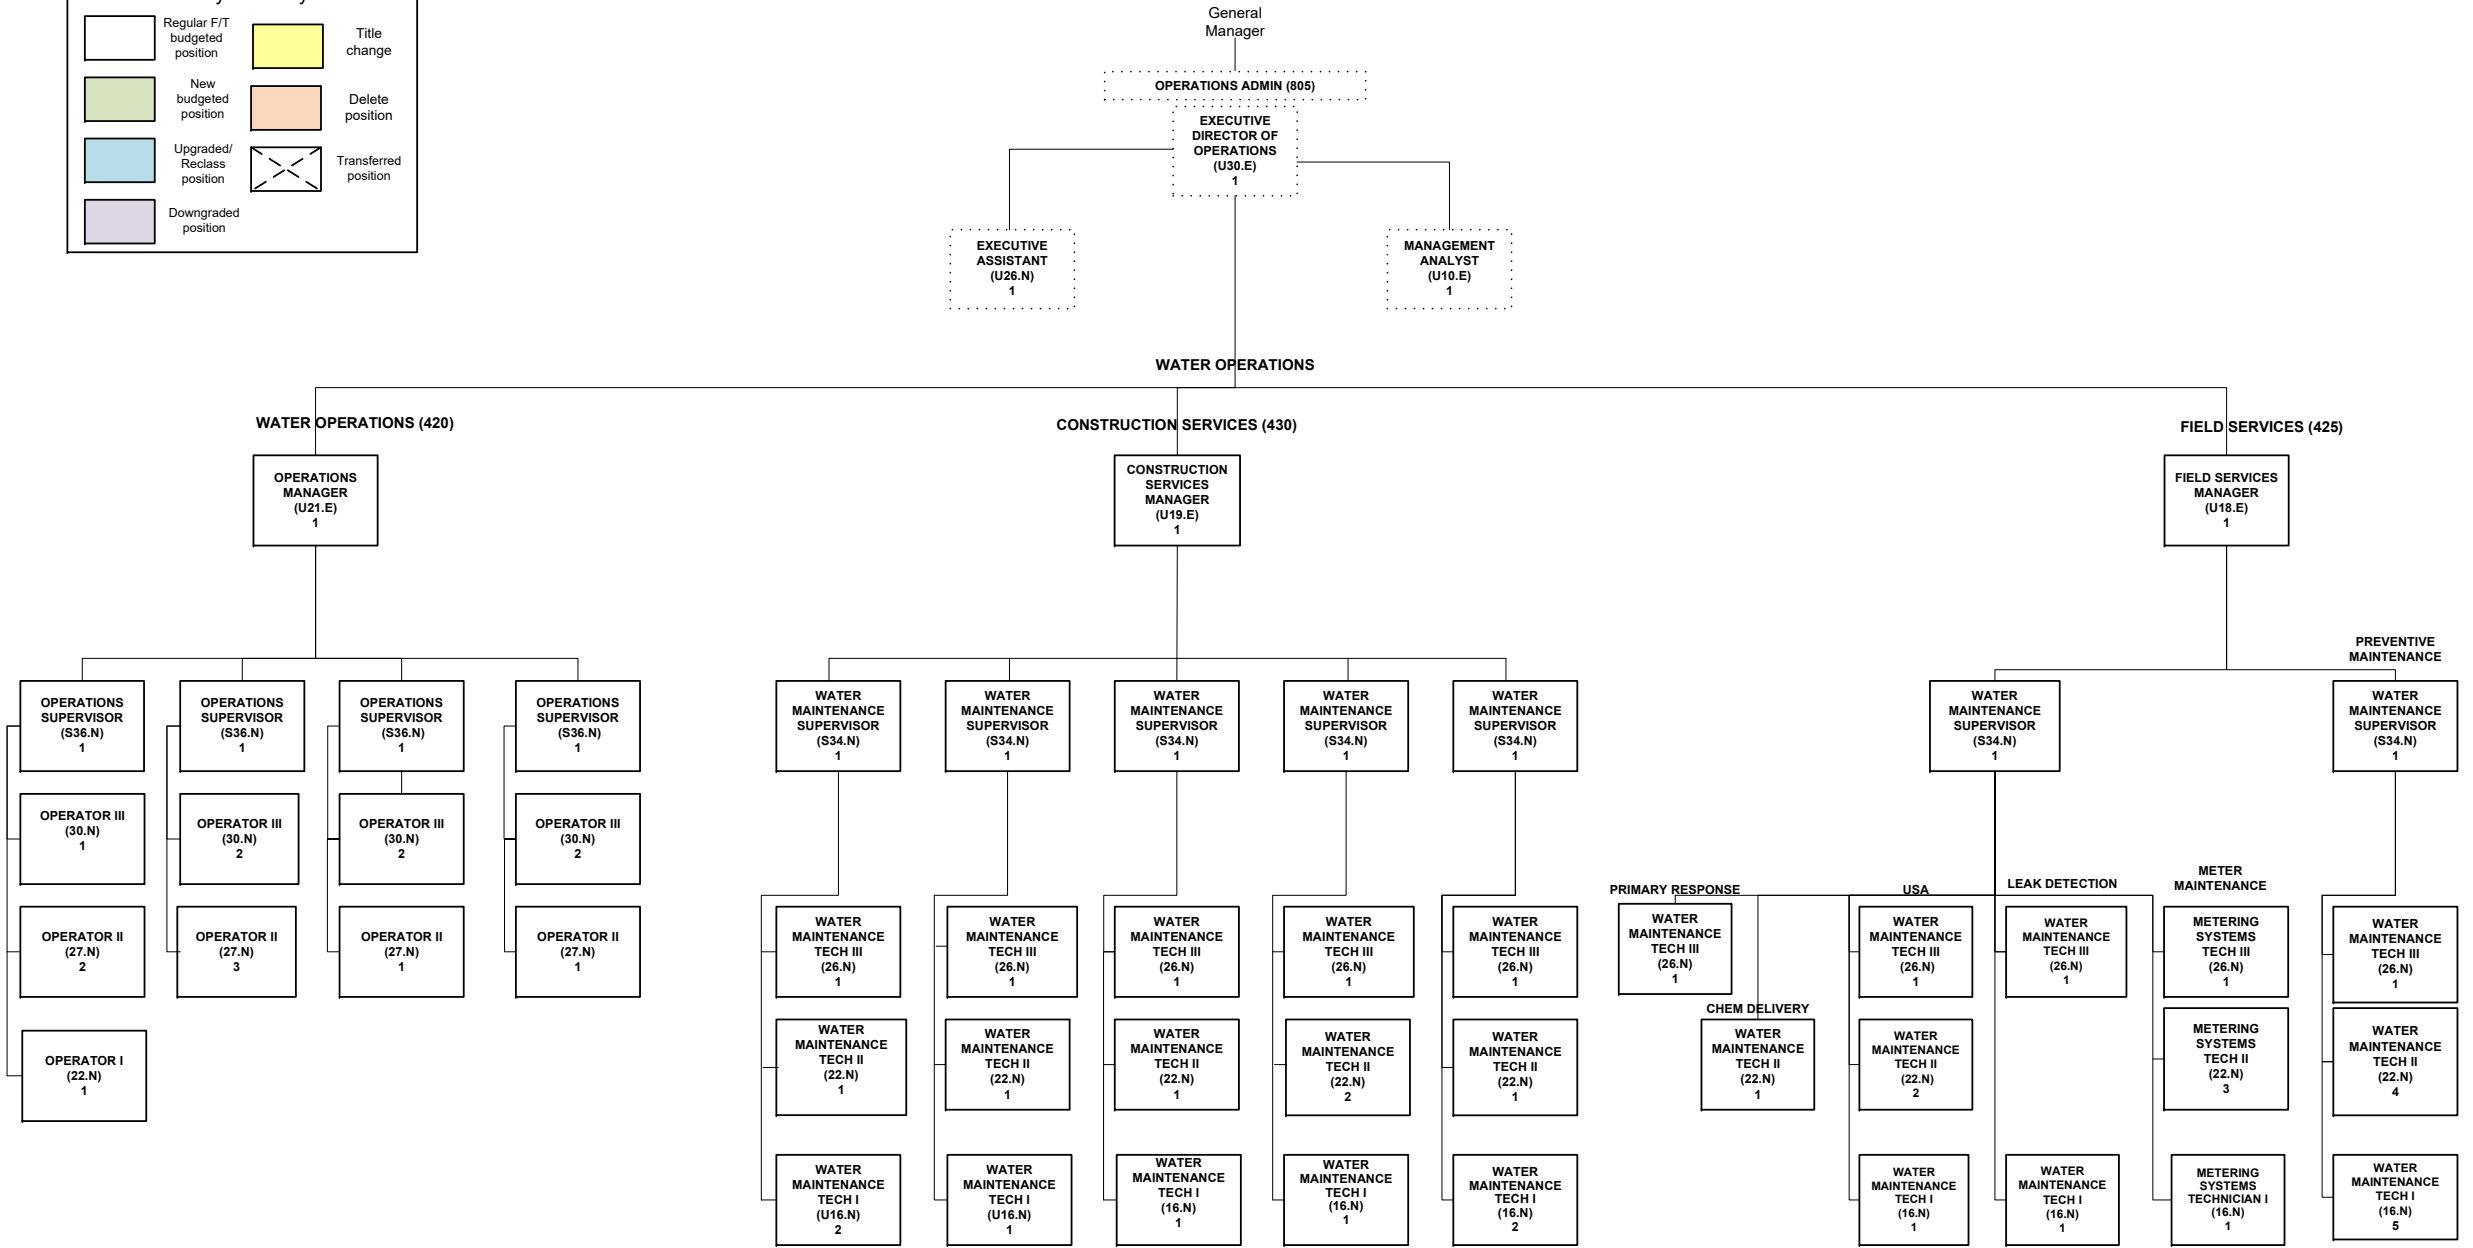 Regular F/T
budgeted
position
Title
change
New
budgeted
position
Delete
position
Upgraded/
Reclass
position
Transferred
position
Downgraded
position
General
Manager
OPERATIONS ADMIN (805)
EXECUTIVE
DIRECTOR OF
OPERATIONS
(U30.E)
1
EXECUTIVE
ASSISTANT
(U26.N)
1
MANAGEMENT
ANALYST
(U10.E)
1
WATER OPERATIONS
WATER OPERATIONS (420)
OPERATIONS
MANAGER
(U21.E)
1
OPERATIONS
SUPERVISOR
(S36.N)
1
OPERATOR III
(30.N)
1
OPERATOR II
(27.N)
2
OPERATOR I
(22.N)
1
OPERATIONS
SUPERVISOR
(S36.N)
1
OPERATOR III
(30.N)
2
OPERATOR II
(27.N)
3
OPERATIONS
SUPERVISOR
(S36.N)
1
OPERATOR III
(30.N)
2
OPERATOR II
(27.N)
1
OPERATIONS
SUPERVISOR
(S36.N)
1
OPERATOR III
(30.N)
2
OPERATOR II
(27.N)
1
CONSTRUCTION SERVICES (430)
CONSTRUCTION
SERVICES
MANAGER
(U19.E)
1
WATER
MAINTENANCE
SUPERVISOR
(S34.N)
1
WATER
MAINTENANCE
TECH III
(26.N)
1
WATER
MAINTENANCE
TECH II
(22.N)
1
WATER
MAINTENANCE
TECH I
(U16.N)
2
WATER
MAINTENANCE
SUPERVISOR
(S34.N)
1
WATER
MAINTENANCE
TECH III
(26.N)
1
WATER
MAINTENANCE
TECH II
(22.N)
1
WATER
MAINTENANCE
TECH I
(U16.N)
1
WATER
MAINTENANCE
SUPERVISOR
(S34.N)
1
WATER
MAINTENANCE
TECH III
(26.N)
1
WATER
MAINTENANCE
TECH II
(22.N)
1
WATER
MAINTENANCE
TECH I
(16.N)
1
WATER
MAINTENANCE
SUPERVISOR
(S34.N)
1
WATER
MAINTENANCE
TECH III
(26.N)
1
WATER
MAINTENANCE
TECH II
(22.N)
2
WATER
MAINTENANCE
TECH I
(16.N)
1
WATER
MAINTENANCE
SUPERVISOR
(S34.N)
1
WATER
MAINTENANCE
TECH III
(26.N)
1
WATER
MAINTENANCE
TECH II
(22.N)
1
WATER
MAINTENANCE
TECH I
(16.N)
2
FIELD SERVICES (425)
FIELD SERVICES
MANAGER
(U18.E)
1
WATER
MAINTENANCE
SUPERVISOR
(S34.N)
1
PRIMARY RESPONSE
WATER
MAINTENANCE
TECH III
(26.N)
1
CHEM DELIVERY
WATER
MAINTENANCE
TECH II
(22.N)
1
USA
WATER
MAINTENANCE
TECH III
(26.N)
1
WATER
MAINTENANCE
TECH II
(22.N)
2
WATER
MAINTENANCE
TECH I
(16.N)
1
LEAK DETECTION
WATER
MAINTENANCE
TECH III
(26.N)
1
WATER
MAINTENANCE
TECH I
(16.N)
1
METER
MAINTENANCE
METERING
SYSTEMS
TECH III
(26.N)
1
METERING
SYSTEMS
TECH II
(22.N)
3
METERING
SYSTEMS
TECHNICIAN I
(16.N)
1
PREVENTIVE
MAINTENANCE
WATER
MAINTENANCE
SUPERVISOR
(S34.N)
1
WATER
MAINTENANCE
TECH III
(26.N)
1
WATER
MAINTENANCE
TECH II
(22.N)
4
WATER
MAINTENANCE
TECH I
(16.N)
5